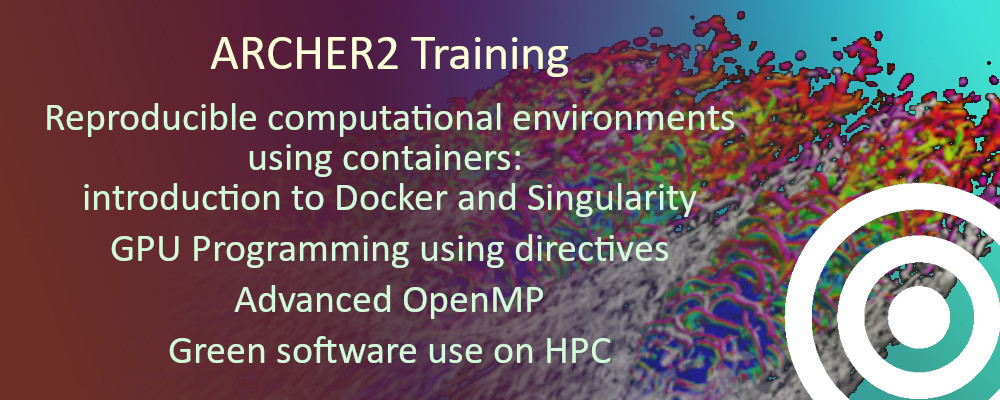 ARCHER2 Training
Reproducible computational environments
using containers:
introduction to Docker and Singularity
GPU Programming using directives
Advanced OpenMP
Green software use on HPC